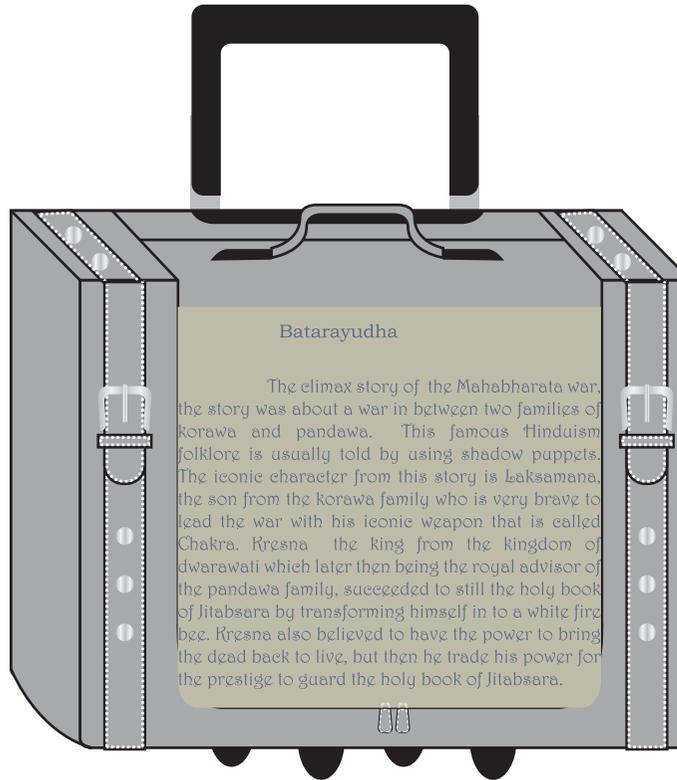 Batarayudha
The climax story of the Mahabharata war,
the story was about a war in between two families of
korawa and pandawa. This famous Hinduism
folklore is usually told by using shadow puppets.
The iconic character from this story is Laksamana,
the son from the korawa family who is very brave to
lead the war with his iconic weapon that is called
Chakra. Kresna the king from the kingdom of
dwarawati which later then being the royal advisor of
the pandawa family, succeeded to still the holy book
of Jitabsara by transforming himself in to a white fire
bee. Kresna also believed to have the power to bring
the dead back to live, but then he trade his power for
the prestige to guard the holy book of Jitabsara.